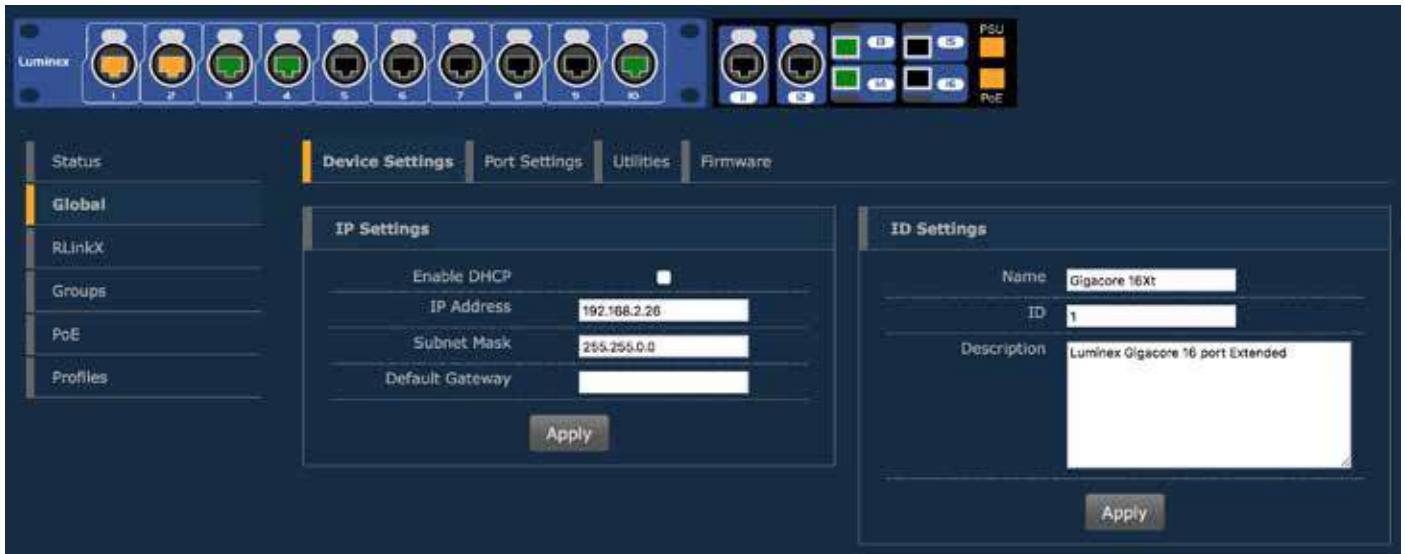 PSU
Luminex
13 15
1 2 3 4 5 6 7 8 9 10 11 12 14 16
PoE
Status
Device Settings Port Settings Utilities Firmware
Global
IP Settings ID Settings
RLinkX
Enable DHCP Name Gigacore 16Xt
Groups
IP Address 192.168.2.26 ID 1
PoE
Subnet Mask 255.255.0.0 Description Luminex Gigacore 16 port Extended
Profiles
Default Gateway
Apply
Apply